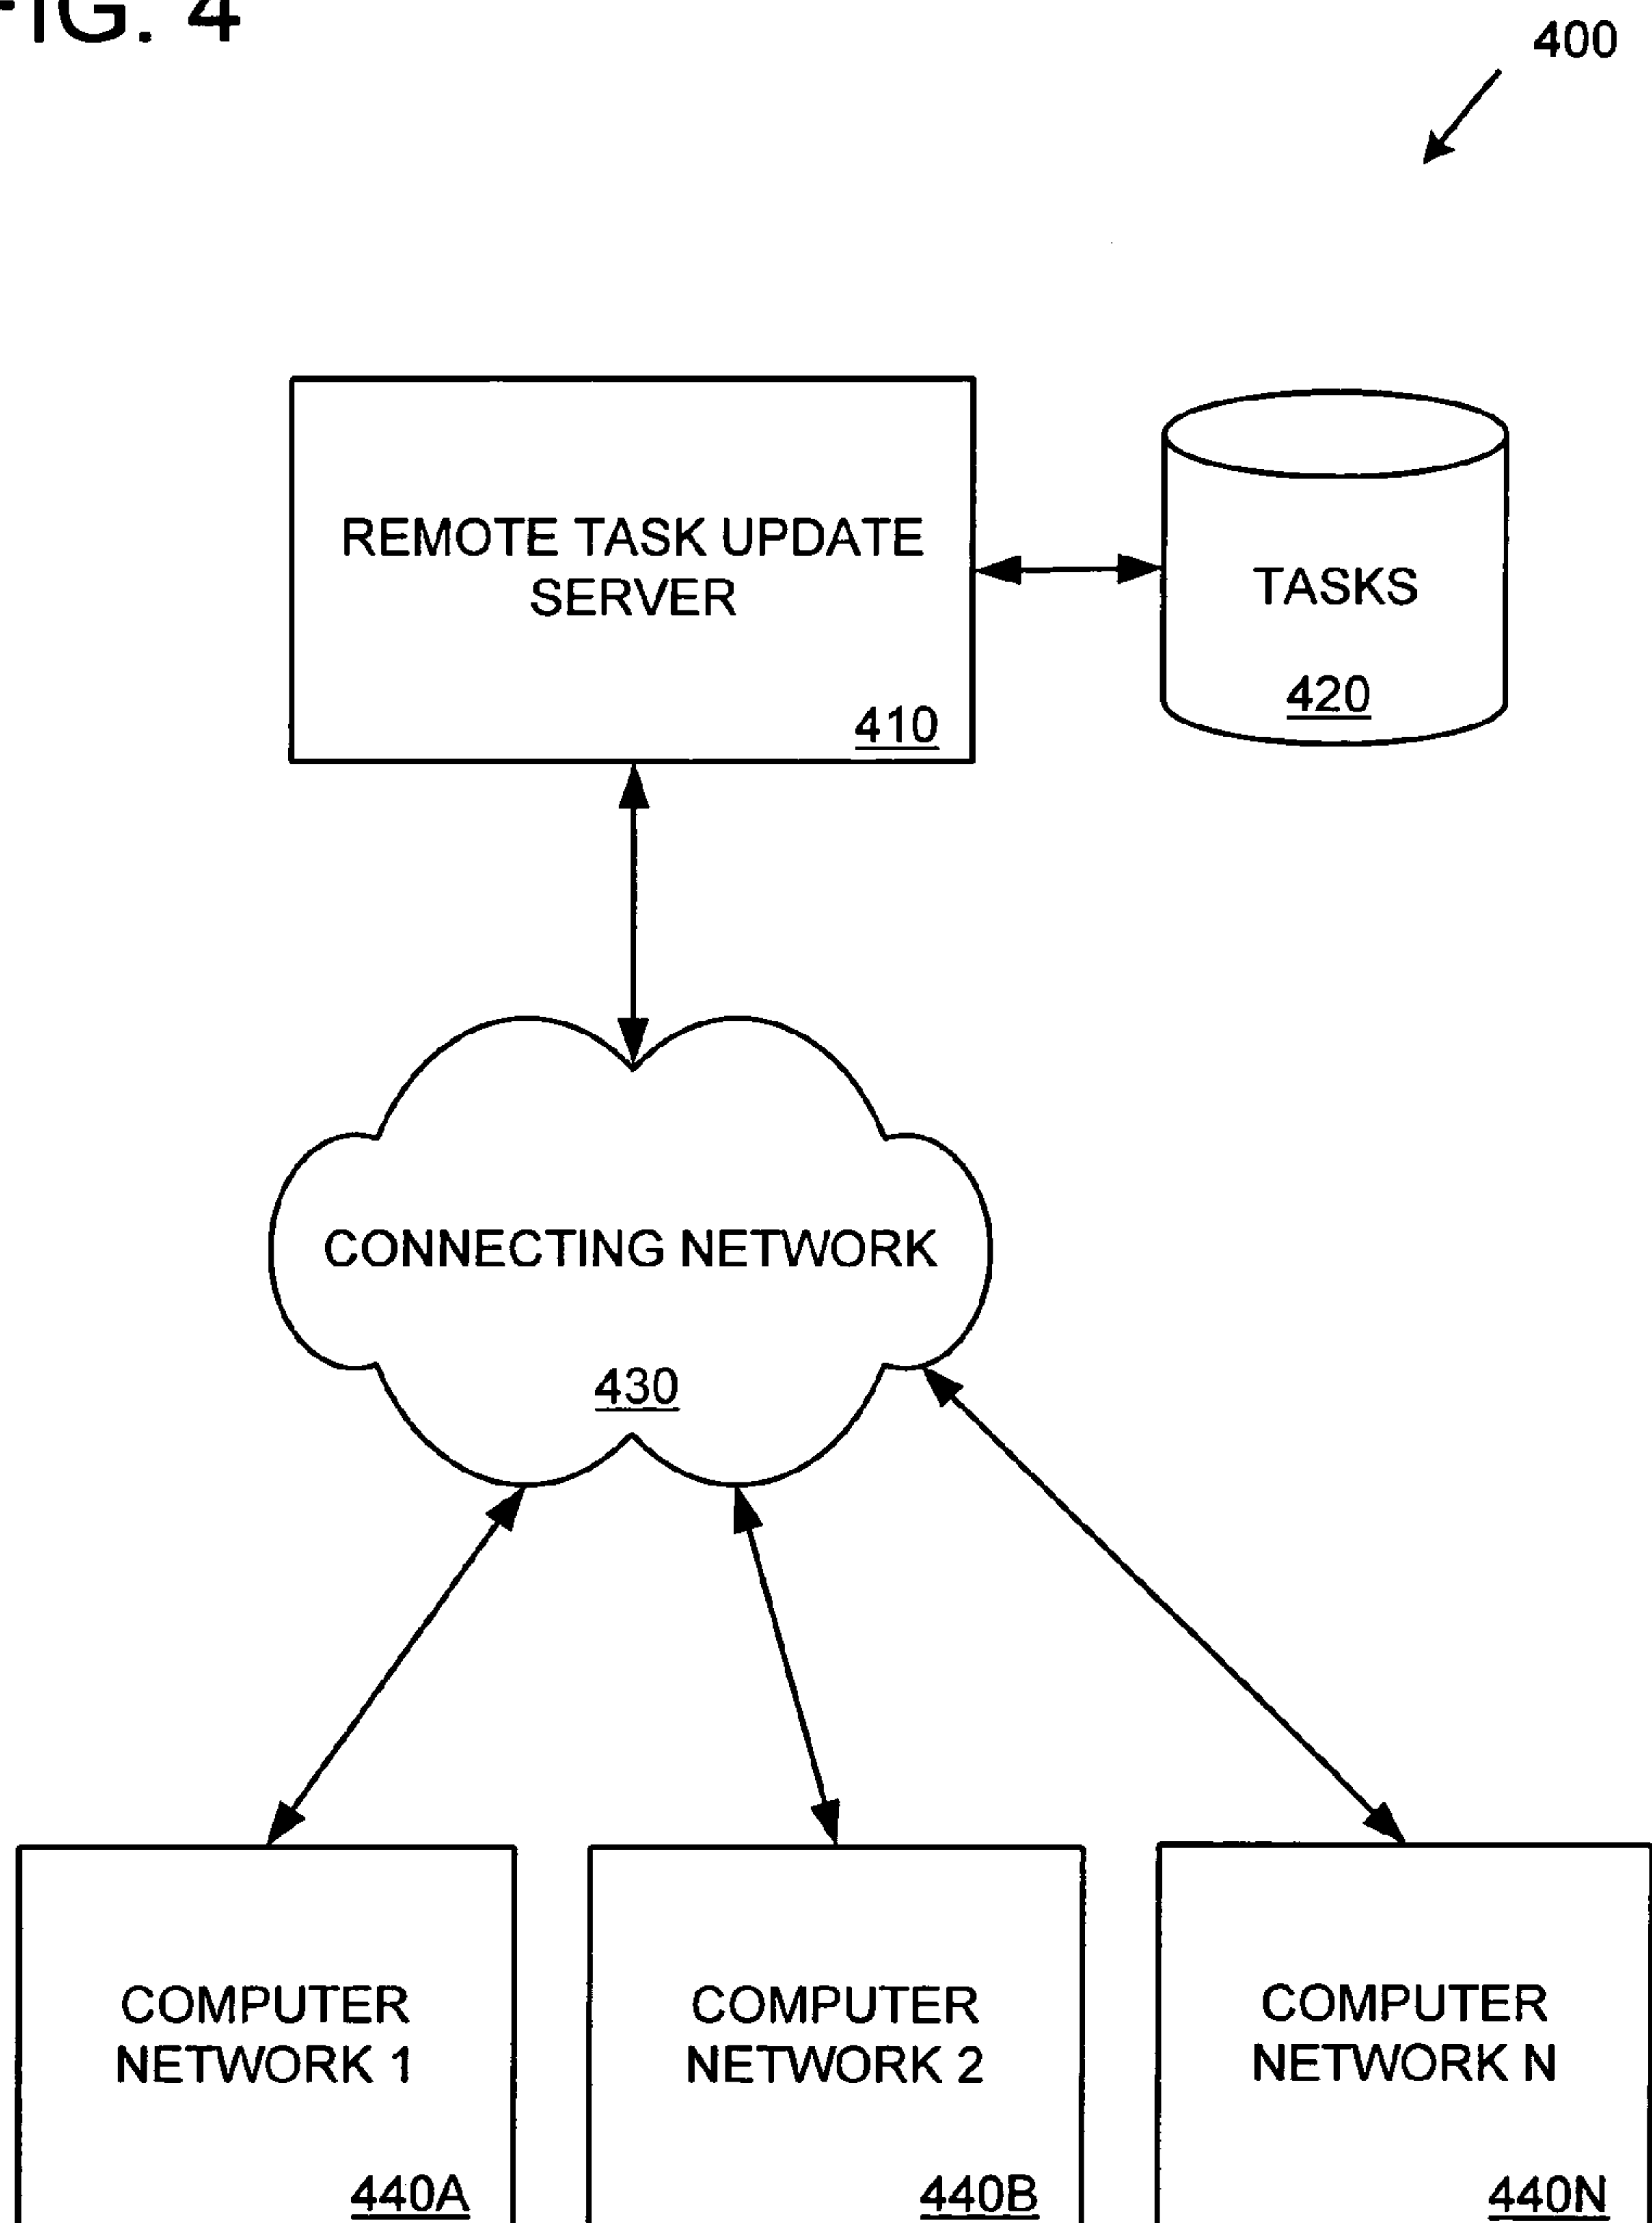 FIG. 4
400
REMOTE TASK UPDATE
SERVER
410
TASKS
420
CONNECTING NETWORK
430
COMPUTER
NETWORK 1
440A
COMPUTER
NETWORK 2
440B
COMPUTER
NETWORK N
440N